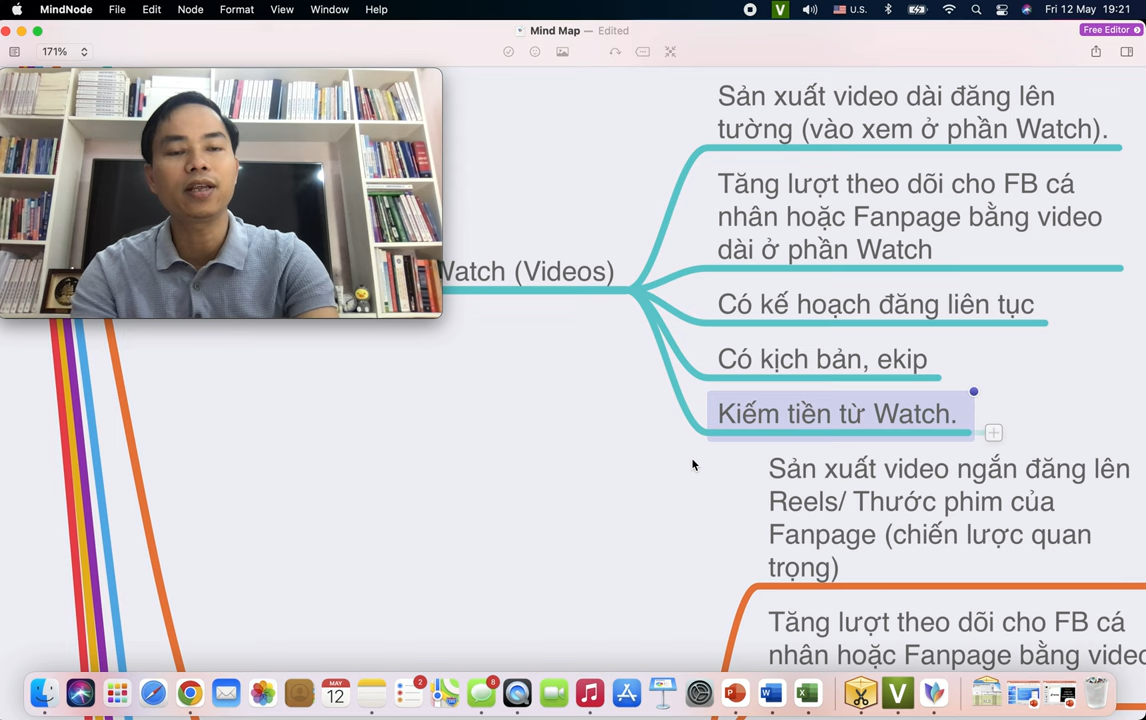 MindNode File Edit Node Format View Window Help
V U.S. Fri 12 May 19:21
Mind Map — Edited
Free Editor
171%
Sản xuất video dài đăng lên
tường (vào xem ở phần Watch).
Tăng lượt theo dõi cho FB cá
nhân hoặc Fanpage bằng video
dài ở phần Watch
Watch (Videos)
Có kế hoạch đăng liên tục
Có kịch bản, ekip
Kiếm tiền từ Watch.
Sản xuất video ngắn đăng lên
Reels/ Thước phim của
Fanpage (chiến lược quan
trọng)
Tăng lượt theo dõi cho FB cá
nhân hoặc Fanpage bằng video
MAY
12
2
8
P
W
X
V